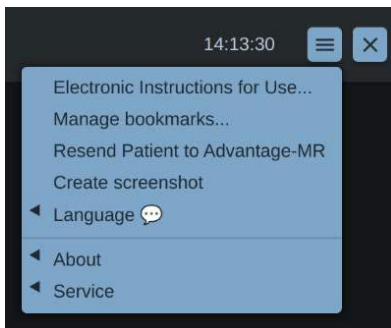 14:13:30
Electronic Instructions for Use...
Manage bookmarks...
Resend Patient to Advantage-MR
Create screenshot
Language 💬
About
Service